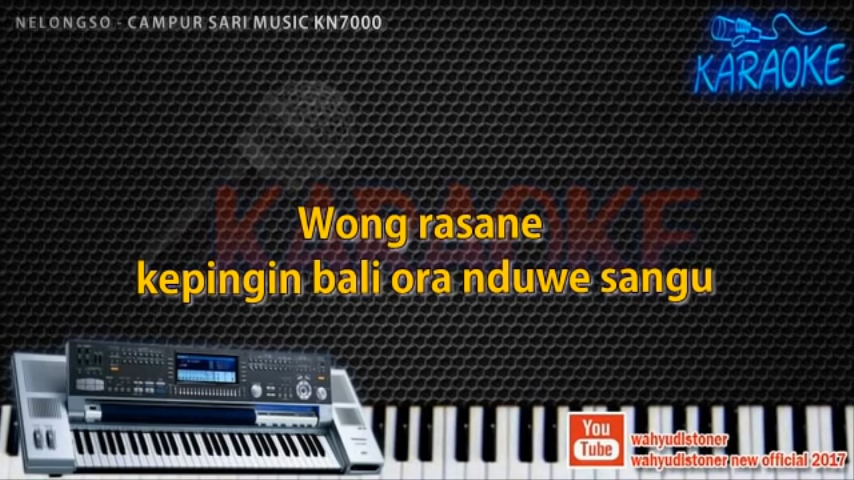 NELONGSO - CAMPUR SARI MUSIC KN7000
KARAOKE
KARAOKE
Wong rasane
kepingin bali ora nduwe sangu
You
Tube
wahyudistoner
wahyudistoner new official 2017